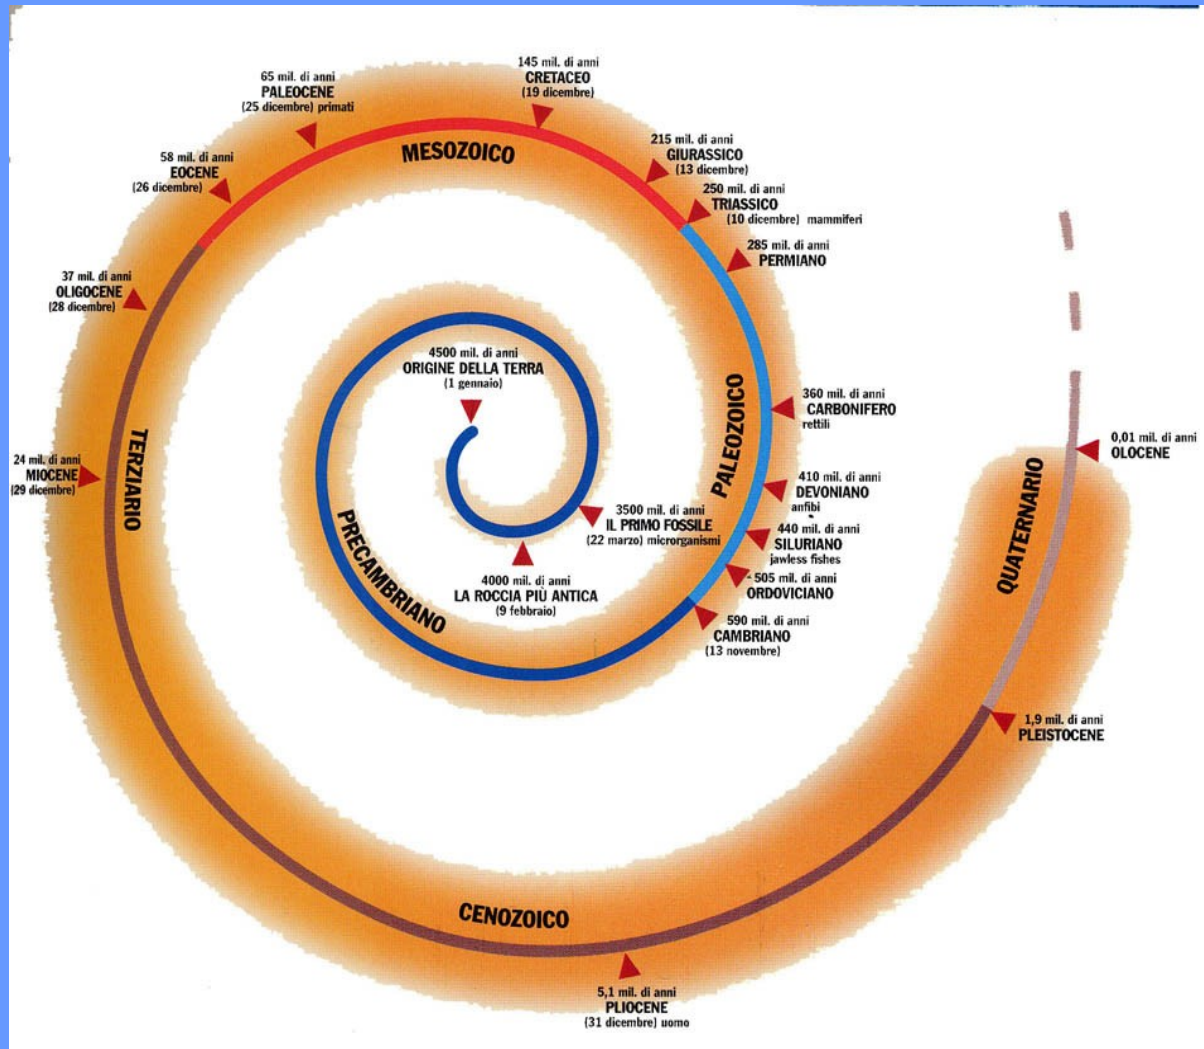 4500 mil. di anni
ORIGINE DELLA TERRA
(1 gennaio)
4000 mil. di anni
LA ROCCIA PIÙ ANTICA
(9 febbraio)
3500 mil. di anni
IL PRIMO FOSSILE
(22 marzo) microrganismi
PRECAMBRIANO
590 mil. di anni
CAMBRIANO
(13 novembre)
505 mil. di anni
ORDOVICIANO
440 mil. di anni
SILURIANO
jawless fishes
410 mil. di anni
DEVONIANO
anfibi
360 mil. di anni
CARBONIFERO
rettili
PALEOZOICO
285 mil. di anni
PERMIANO
250 mil. di anni
TRIASSICO
(10 dicembre) mammiferi
215 mil. di anni
GIURASSICO
(13 dicembre)
145 mil. di anni
CRETACEO
(19 dicembre)
MESOZOICO
65 mil. di anni
PALEOCENE
(25 dicembre) primati
58 mil. di anni
EOCENE
(26 dicembre)
37 mil. di anni
OLIGOCENE
(28 dicembre)
24 mil. di anni
MIOCENE
(29 dicembre)
TERZIARIO
CENOZOICO
5,1 mil. di anni
PLIOCENE
(31 dicembre) uomo
1,9 mil. di anni
PLEISTOCENE
QUATERNARIO
0,01 mil. di anni
OLOCENE